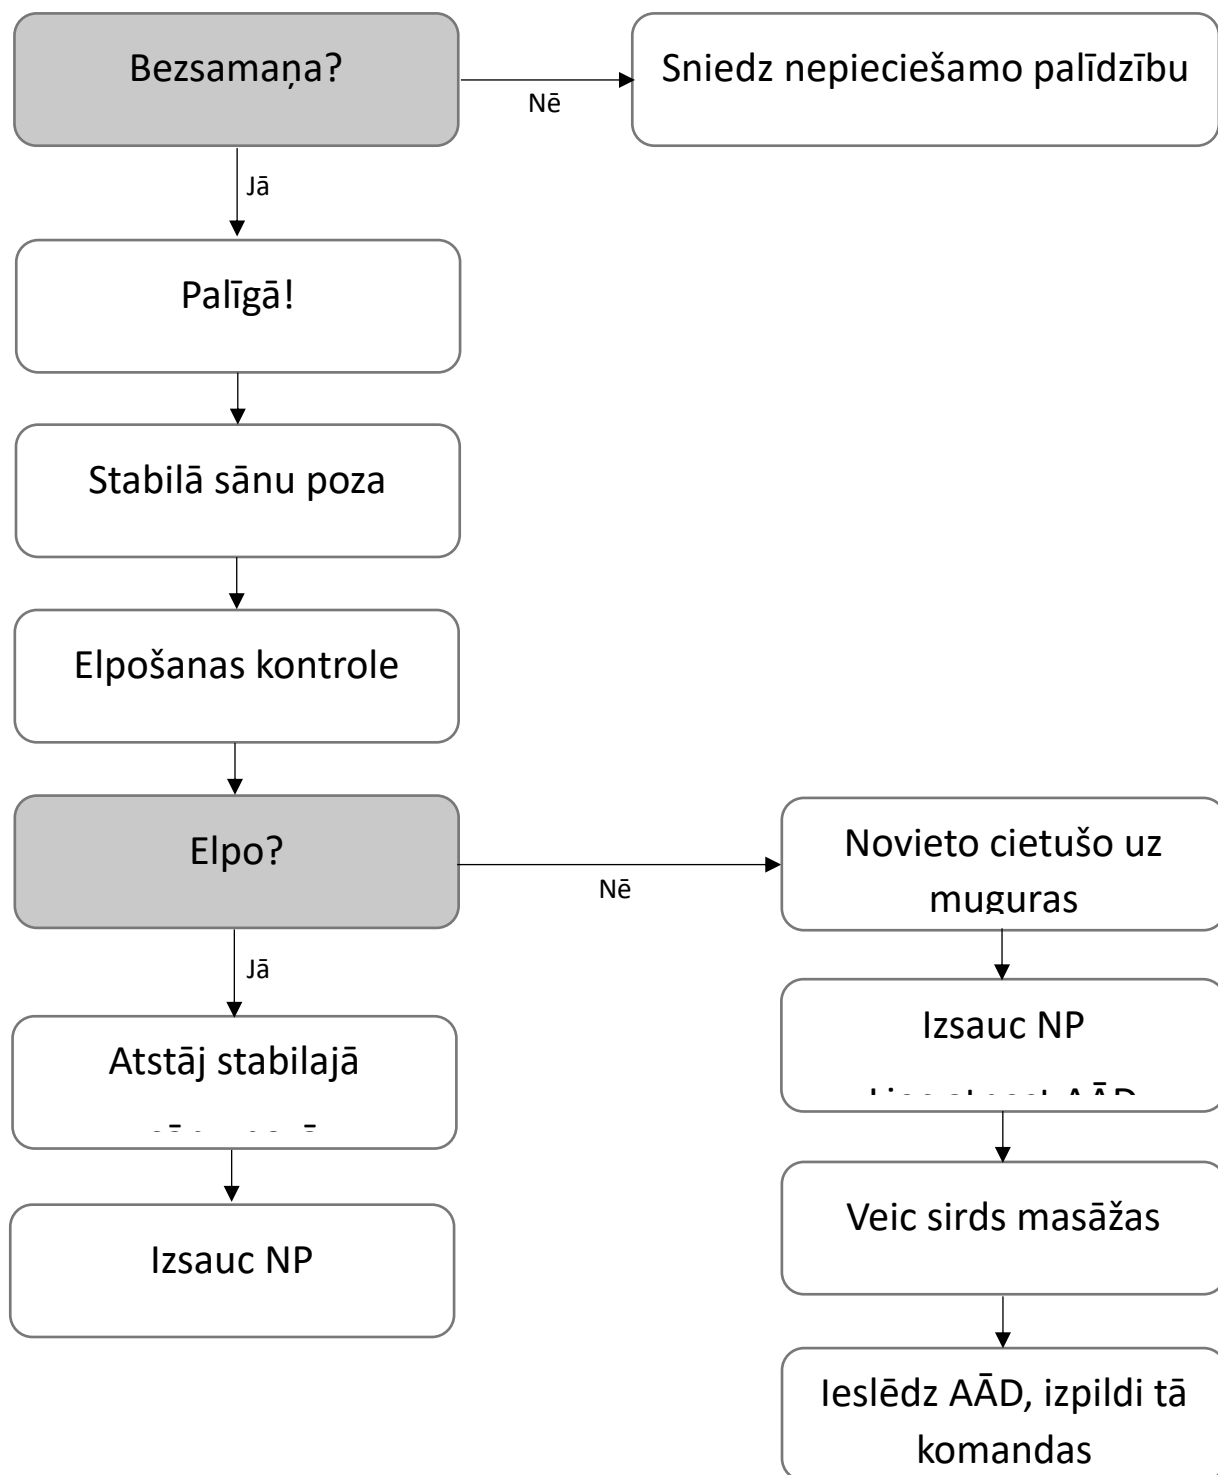 Bezsamaņa?
Sniedz nepieciešamo palīdzību
Nē
Jā
Palīgā!
Stabilā sānu poza
Elpošanas kontrole
Elpo?
Nē
Novieto cietušo uz
muguras
Jā
Atstāj stabilajā
Izsauc NP
AĀD
Izsauc NP
Veic sirds masāžas
Ieslēdz AĀD, izpildi tā
komandas